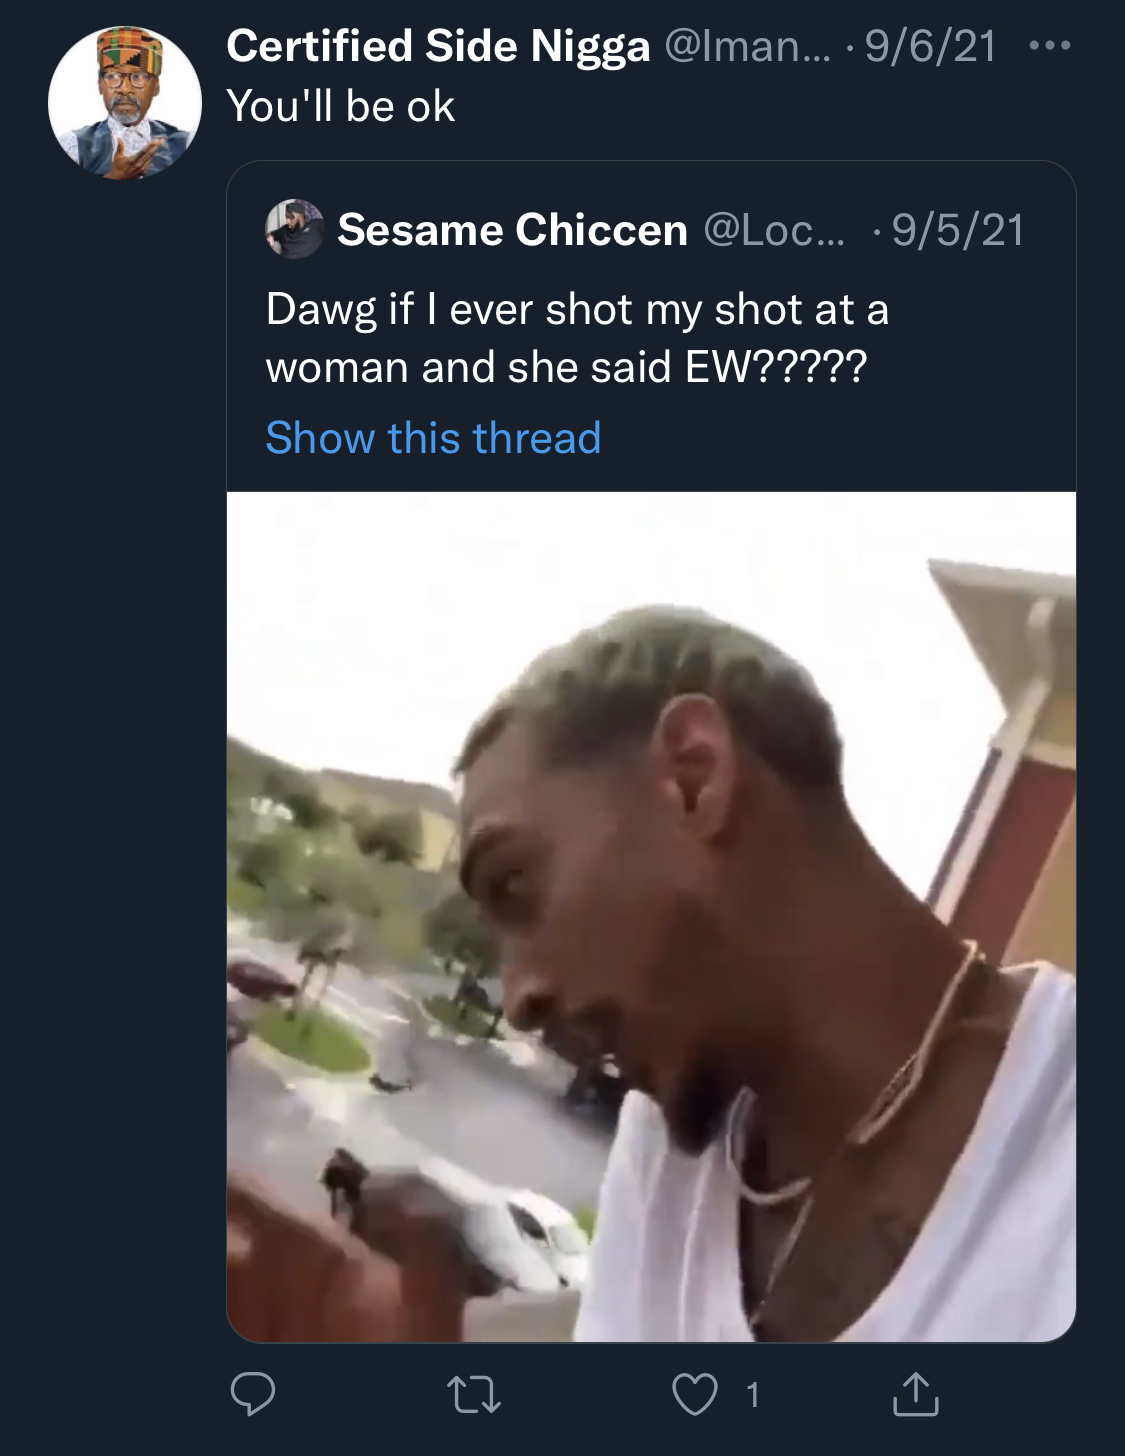 Certified Side Nigga @Iman... · 9/6/21
You'll be ok
Sesame Chiccen @Loc... · 9/5/21
Dawg if I ever shot my shot at a
woman and she said EW?????
Show this thread
1